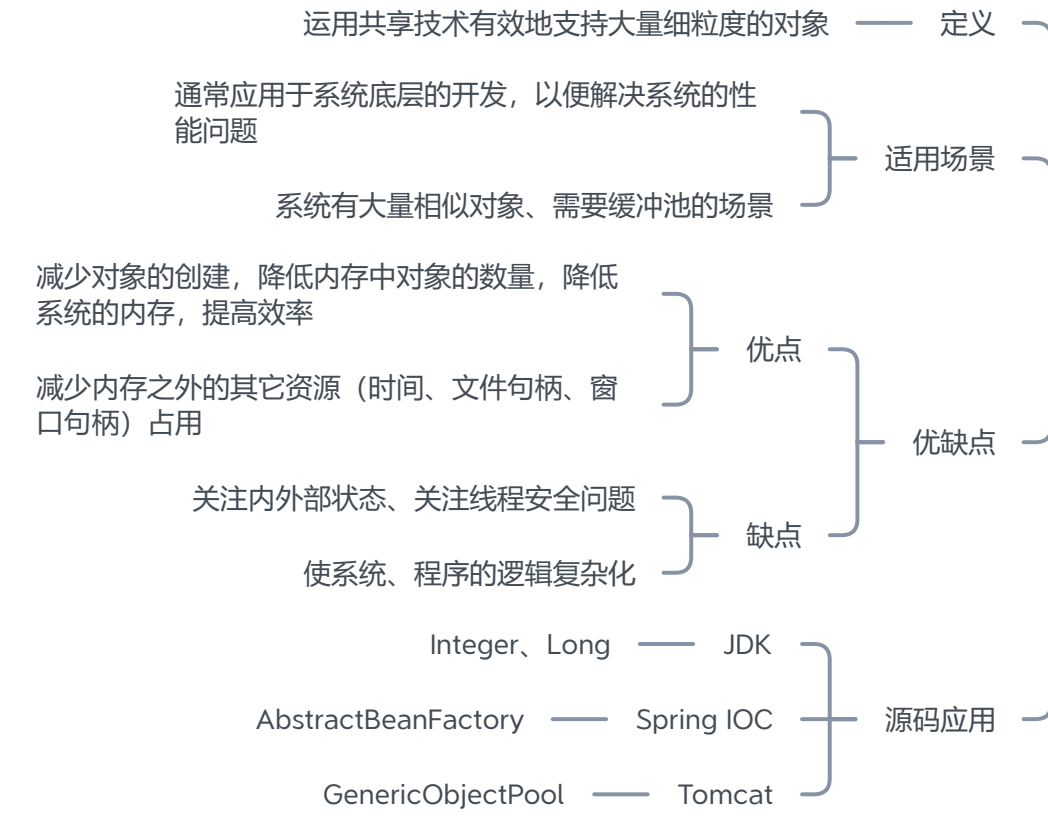 运用共享技术有效地支持大量细粒度的对象
定义
通常应用于系统底层的开发，以便解决系统的性
能问题
适用场景
系统有大量相似对象、需要缓冲池的场景
减少对象的创建，降低内存中对象的数量，降低
系统的内存，提高效率
优点
减少内存之外的其它资源（时间、文件句柄、窗
口句柄）占用
优缺点
关注内外部状态、关注线程安全问题
缺点
使系统、程序的逻辑复杂化
Integer、Long
JDK
AbstractBeanFactory
Spring IOC
源码应用
GenericObjectPool
Tomcat